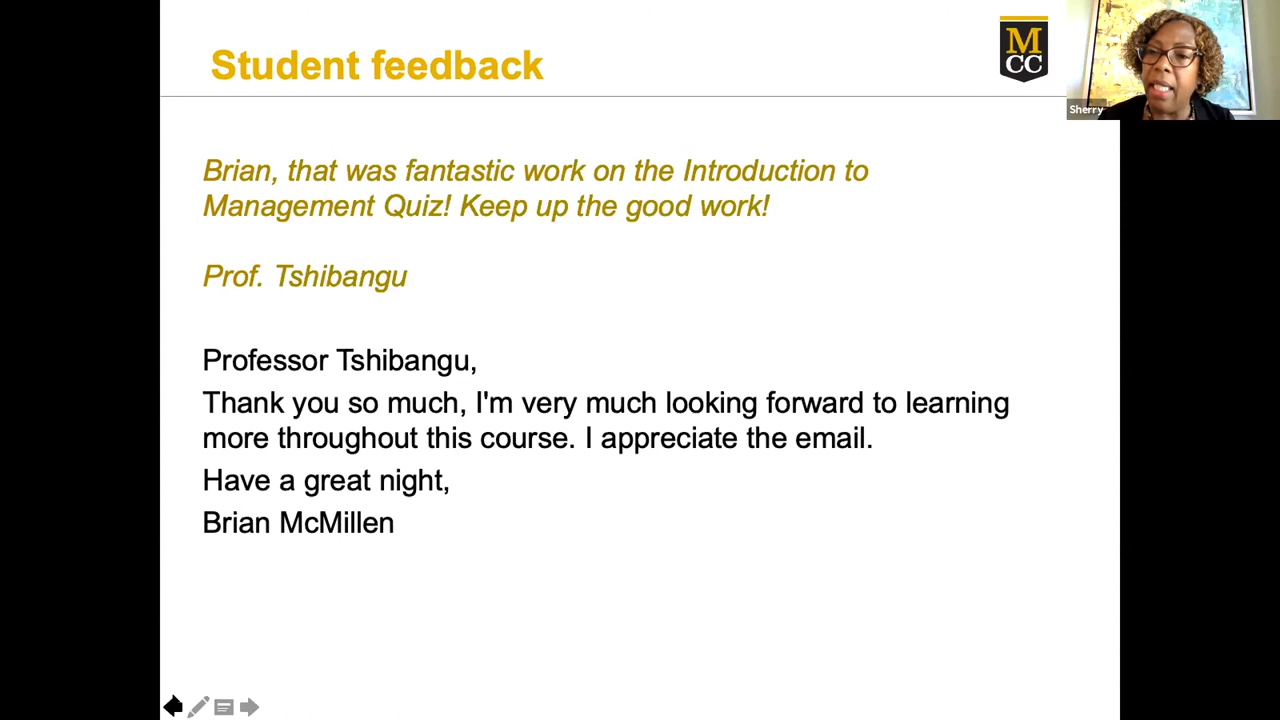 Student feedback
M
CC
Sherry
Brian, that was fantastic work on the Introduction to
Management Quiz! Keep up the good work!
Prof. Tshibangu
Professor Tshibangu,
Thank you so much, I'm very much looking forward to learning
more throughout this course. I appreciate the email.
Have a great night,
Brian McMillen